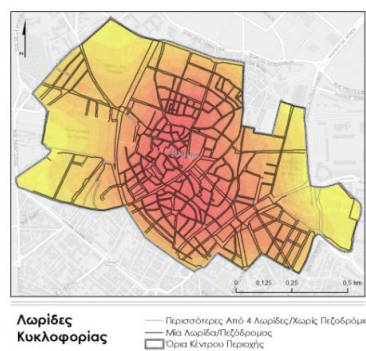 0 0,125 0,25 0,5 km
Λωρίδες
Κυκλοφορίας
Περισσότερες Από 4 Λωρίδες/Χωρίς Πεζοδρόμιο
Μία Λωρίδα/Πεζόδρομος
Όρια Κέντρου Περιοχής